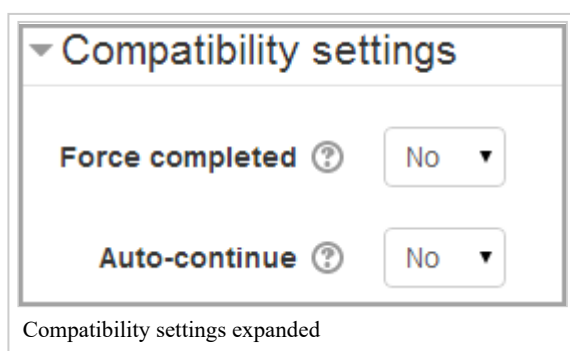 Compatibility settings
Force completed No
Auto-continue No
Compatibility settings expanded